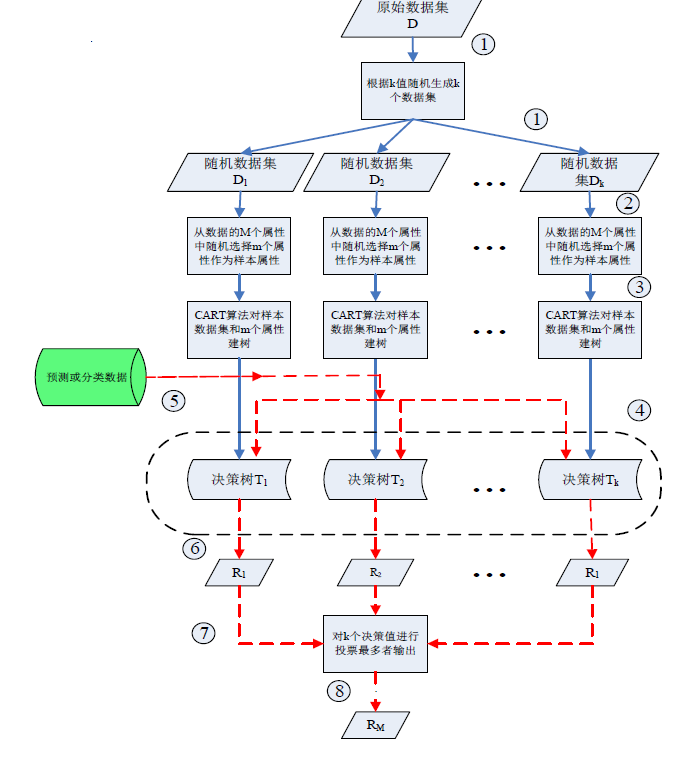 原始数据集
D
①
根据k值随机生成k
个数据集
①
随机数据集
D1
随机数据集
D2
随机数据
集Dk
②
从数据的M个属性
中随机选择m个属
性作为样本属性
从数据的M个属性
中随机选择m个属
性作为样本属性
从数据的M个属性
中随机选择m个属
性作为样本属性
③
CART算法对样本
数据集和m个属性
建树
CART算法对样本
数据集和m个属性
建树
CART算法对样本
数据集和m个属性
建树
预测或分类数据
⑤
④
决策树T1
决策树T2
决策树Tk
⑥
R1
R2
R1
⑦
对k个决策值进行
投票最多者输出
⑧
RM